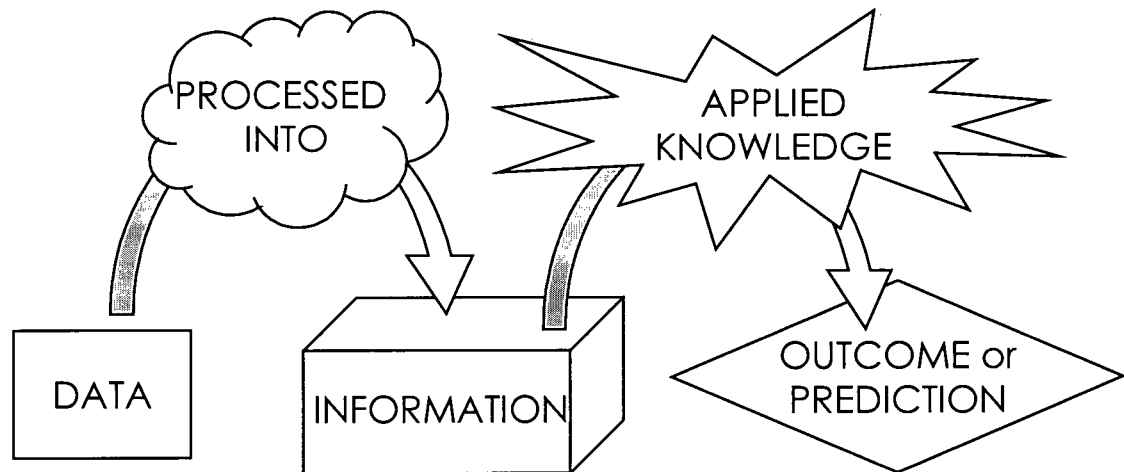 DATA
PROCESSED
INTO
INFORMATION
APPLIED
KNOWLEDGE
OUTCOME or
PREDICTION